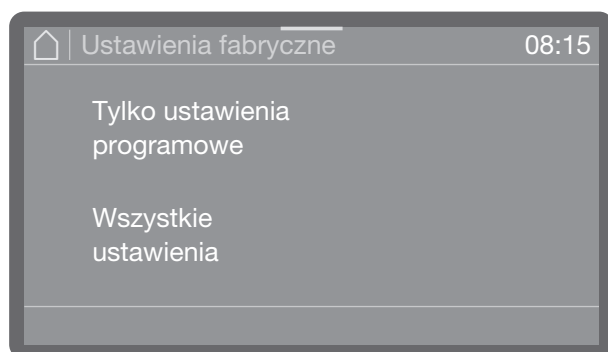 Ustawienia fabryczne 08:15
Tylko ustawienia
programowe
Wszystkie
ustawienia